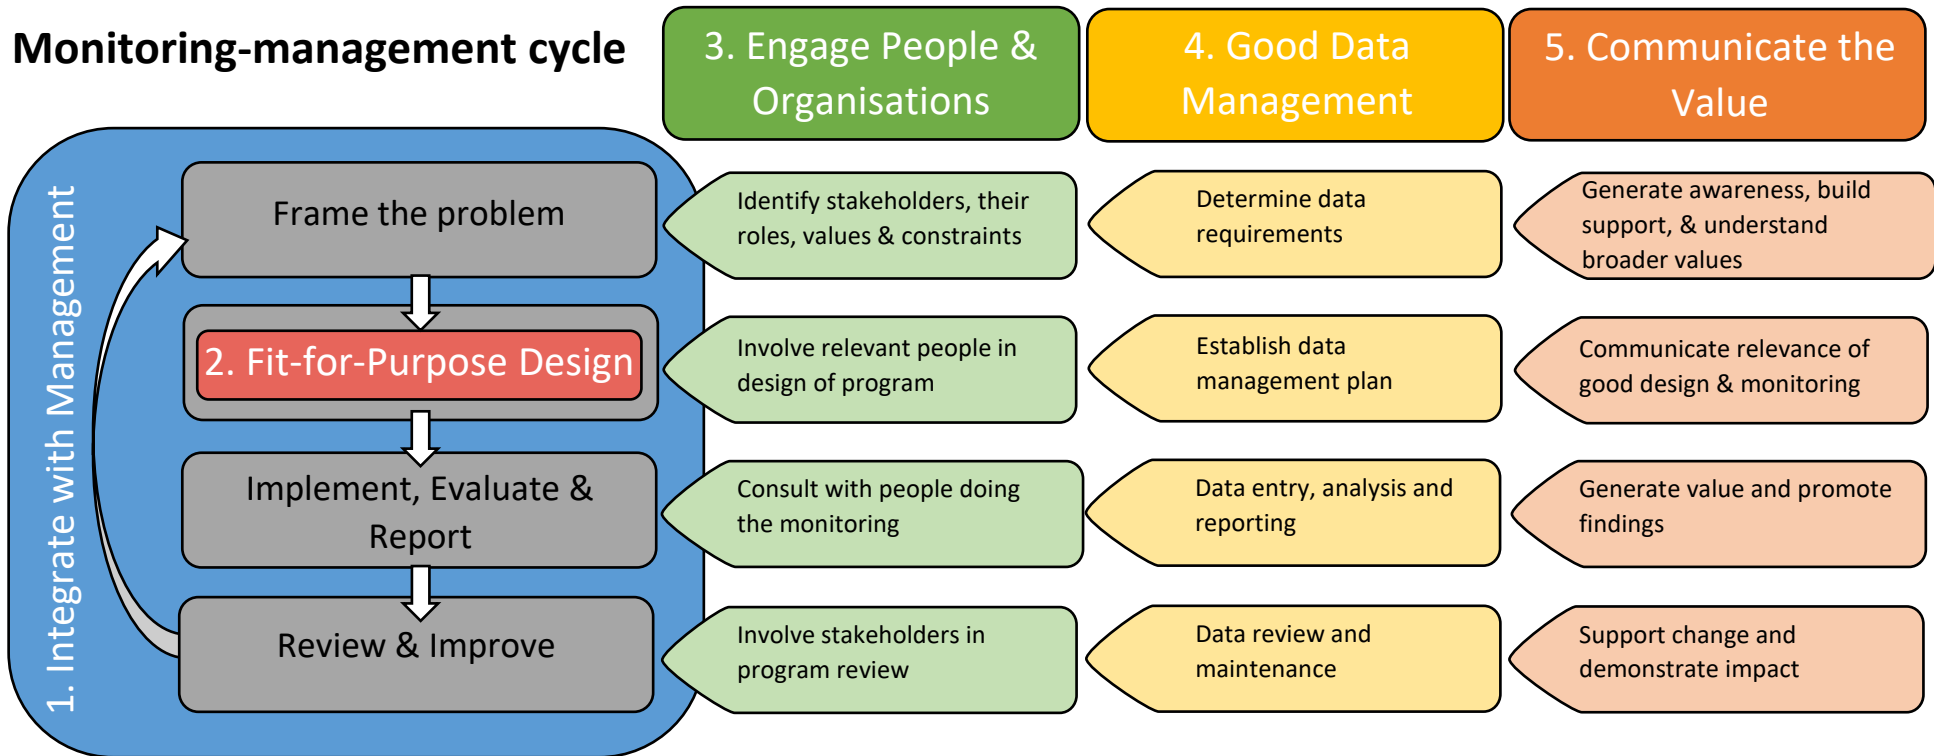 Monitoring-management cycle
3. Engage People &
Organisations
4. Good Data
Management
5. Communicate the
Value
1. Integrate with Management
Frame the problem
Identify stakeholders, their
roles, values & constraints
Determine data
requirements
Generate awareness, build
support, & understand
broader values
2. Fit-for-Purpose Design
Involve relevant people in
design of program
Establish data
management plan
Communicate relevance of
good design & monitoring
Implement, Evaluate &
Report
Consult with people doing
the monitoring
Data entry, analysis and
reporting
Generate value and promote
findings
Review & Improve
Involve stakeholders in
program review
Data review and
maintenance
Support change and
demonstrate impact